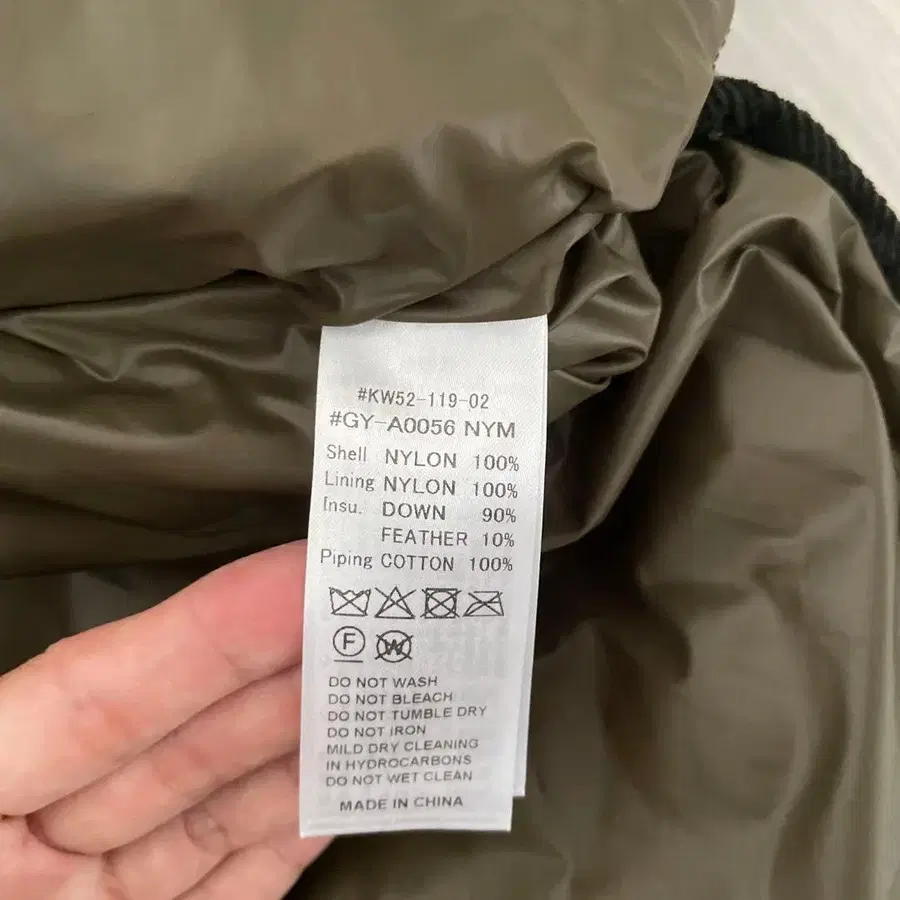 #KW52-119-02
#GY-A0056 NYM
Shell NYLON 100%
Lining NYLON 100%
Insu. DOWN 90%
FEATHER 10%
Piping COTTON 100%
F W
DO NOT WASH
DO NOT BLEACH
DO NOT TUMBLE DRY
DO NOT IRON
MILD DRY CLEANING
IN HYDROCARBONS
DO NOT WET CLEAN
MADE IN CHINA